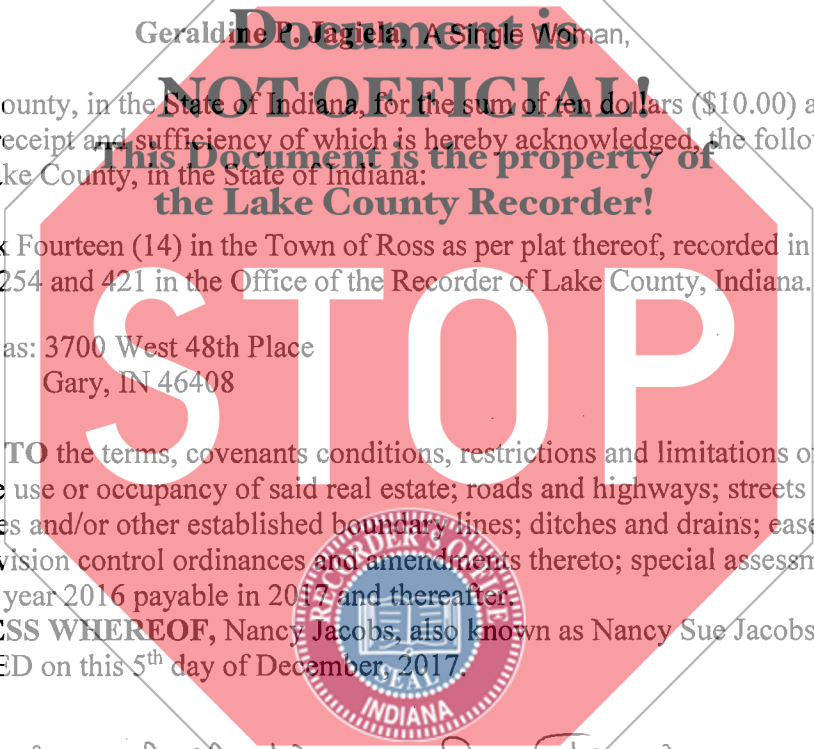 Document is
Geraldine P. Jagiela, A Single Woman,
NOT OFFICIAL!
ounty, in the State of Indiana, for the sum of ten dollars ($10.00) a
eceipt and sufficiency of which is hereby acknowledged, the follo
This Document is the property of
ke County, in the State of Indiana:
the Lake County Recorder!
Fourteen (14) in the Town of Ross as per plat thereof, recorded in
254 and 421 in the Office of the Recorder of Lake County, Indiana.
STOP
as: 3700 West 48th Place
Gary, IN 46408
TO the terms, covenants conditions, restrictions and limitations o
use or occupancy of said real estate; roads and highways; streets
es and/or other established boundary lines; ditches and drains; ease
vision control ordinances and amendments thereto; special assessm
year 2016 payable in 2017 and thereafter.
ESS WHEREOF, Nancy Jacobs, also known as Nancy Sue Jacobs
ED on this 5th day of December, 2017.
RECORDER'S OFFICE
SEAL
INDIANA